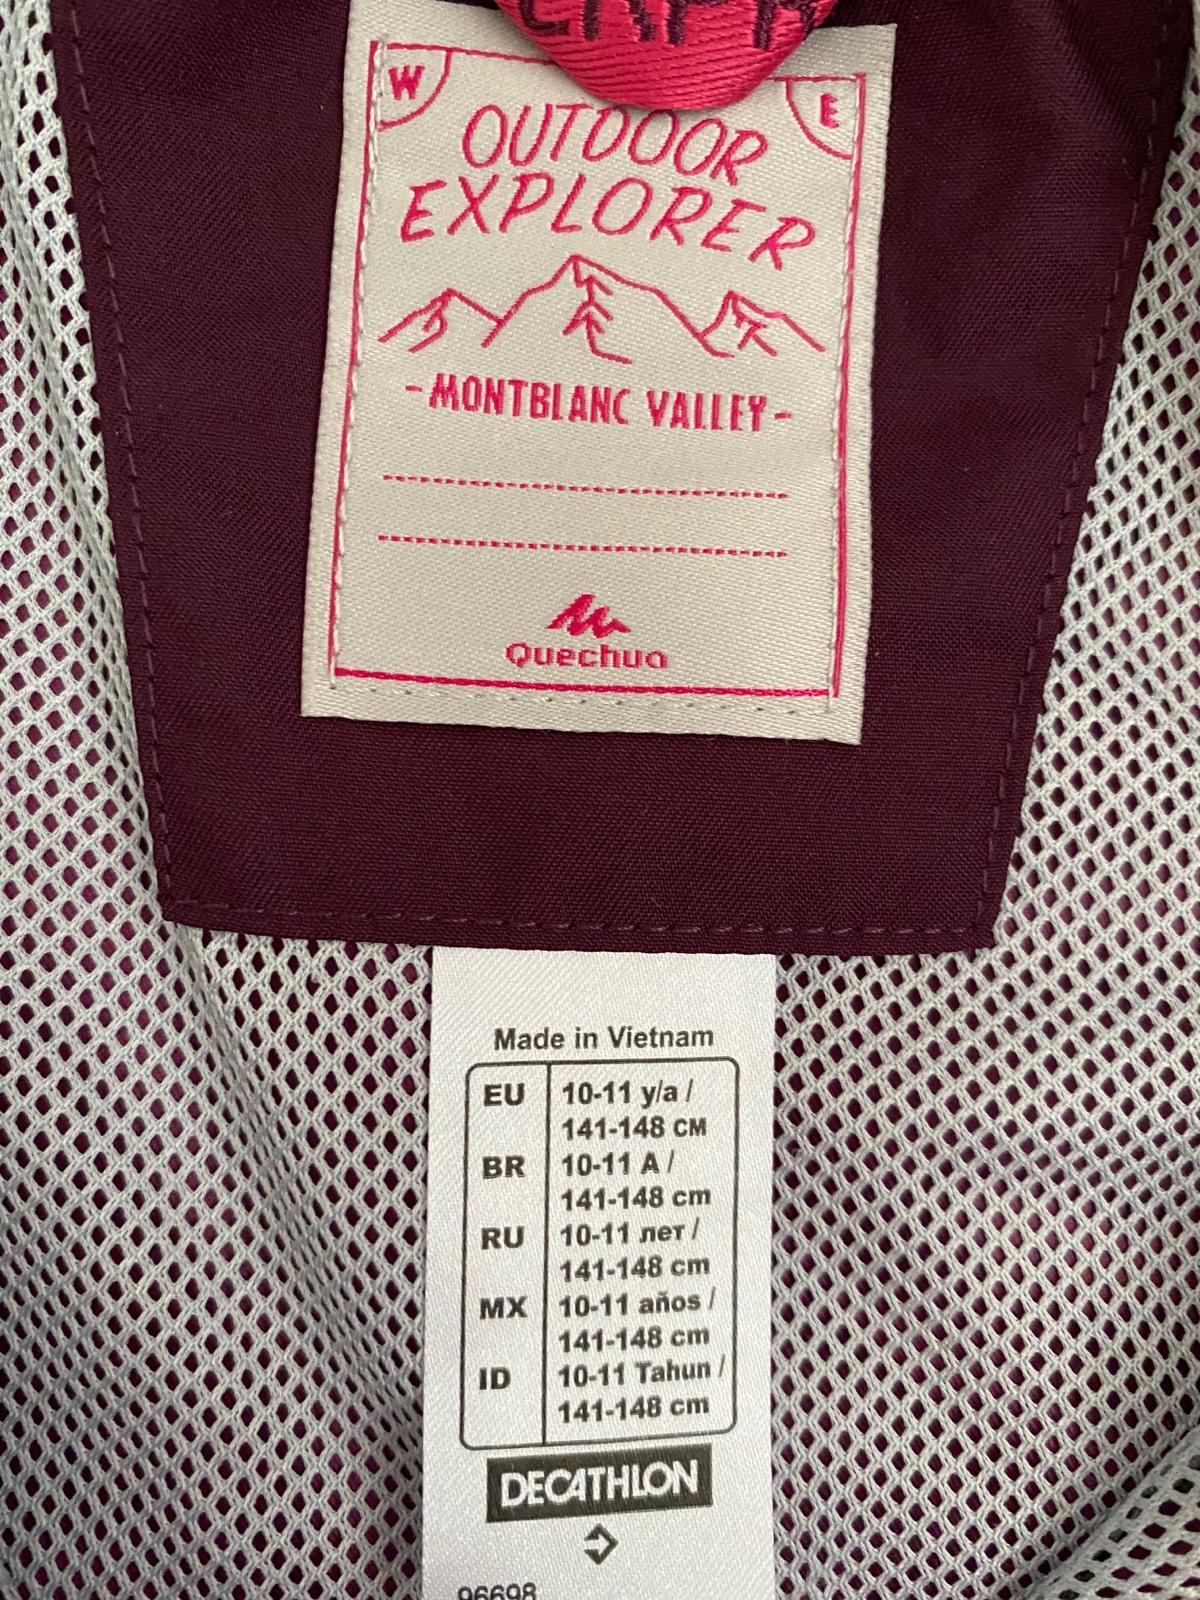 W
E
OUTDOOR
EXPLORER
-MONTBLANC VALLEY-
Quechua
Made in Vietnam
EU 10-11 y/a /
141-148 CM
BR 10-11 A /
141-148 cm
RU 10-11 лет /
141-148 cm
MX 10-11 años /
141-148 cm
ID 10-11 Tahun /
141-148 cm
DECATHLON
96698